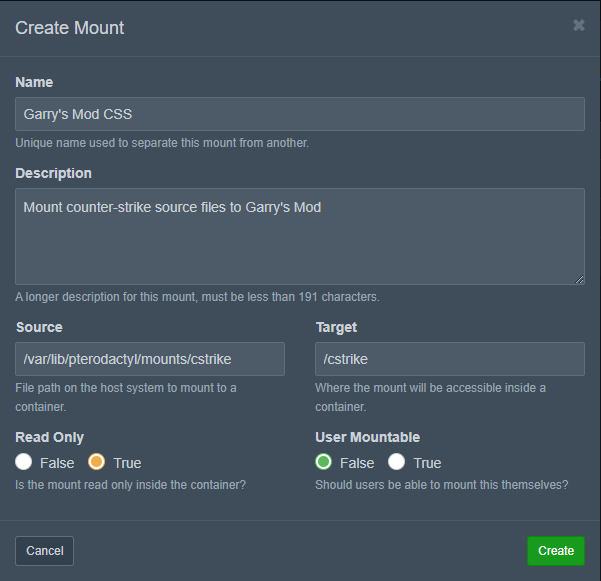 Create Mount
Name
Garry's Mod CSS
Unique name used to separate this mount from another.
Description
Mount counter-strike source files to Garry's Mod
A longer description for this mount, must be less than 191 characters.
Source
Target
/var/lib/pterodactyl/mounts/cstrike
/cstrike
File path on the host system to mount to a
container.
Where the mount will be accessible inside a
container.
Read Only
User Mountable
False True
False True
Is the mount read only inside the container?
Should users be able to mount this themselves?
Cancel
Create